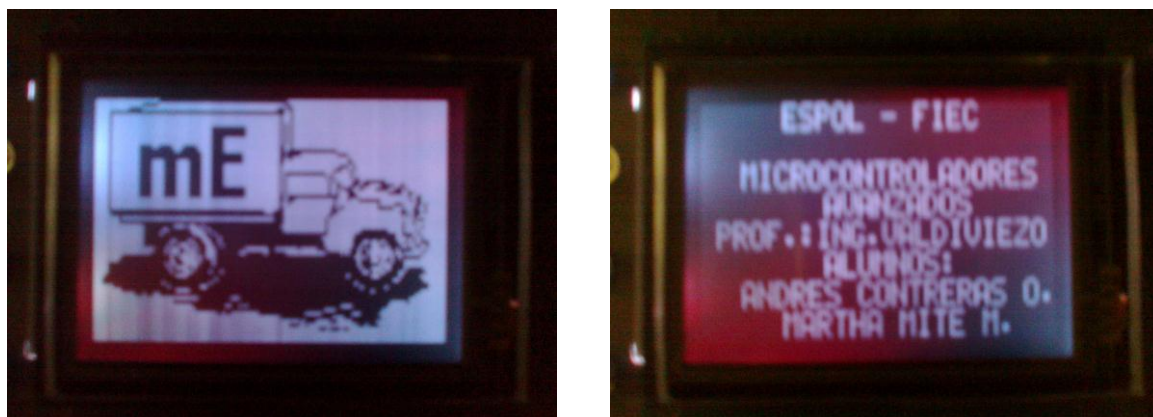 mE
ESPOL - FIEC
MICROCONTROLADORES
AVANZADOS
PROF.:ING.VALDIVIEZO
ALUMNOS:
ANDRES CONTRERAS O.
MARTHA MITE M.